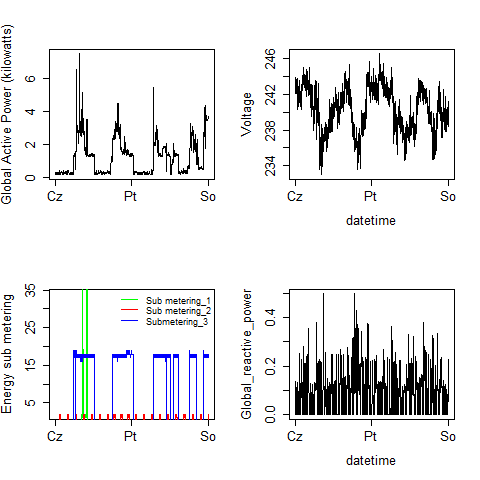 Global Active Power (kilowatts)
0 2 4 6
Cz Pt So
Voltage
234 238 242 246
Cz Pt So
datetime
Energy sub metering
5 15 25 35
Sub metering_1
Sub metering_2
Submetering_3
Cz Pt So
Global_reactive_power
0.0 0.2 0.4
Cz Pt So
datetime